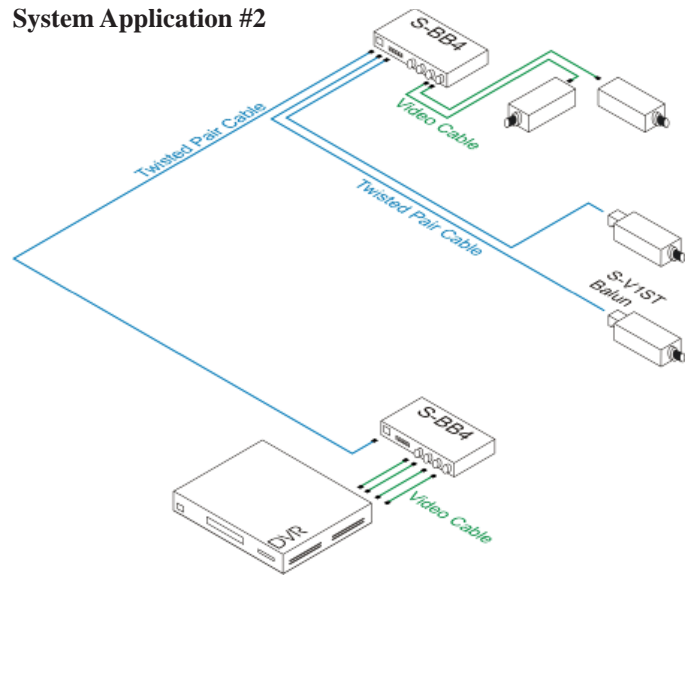 System Application #2
S-BB4
Video Cable
Twisted Pair Cable
Twisted Pair Cable
S-V1ST
Balun
S-BB4
Video Cable
DVR